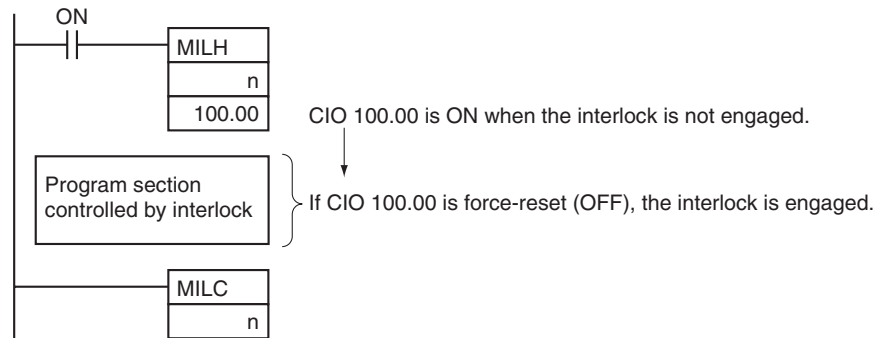 ON
MILH
n
100.00
CIO 100.00 is ON when the interlock is not engaged.
Program section
controlled by interlock
If CIO 100.00 is force-reset (OFF), the interlock is engaged.
MILC
n